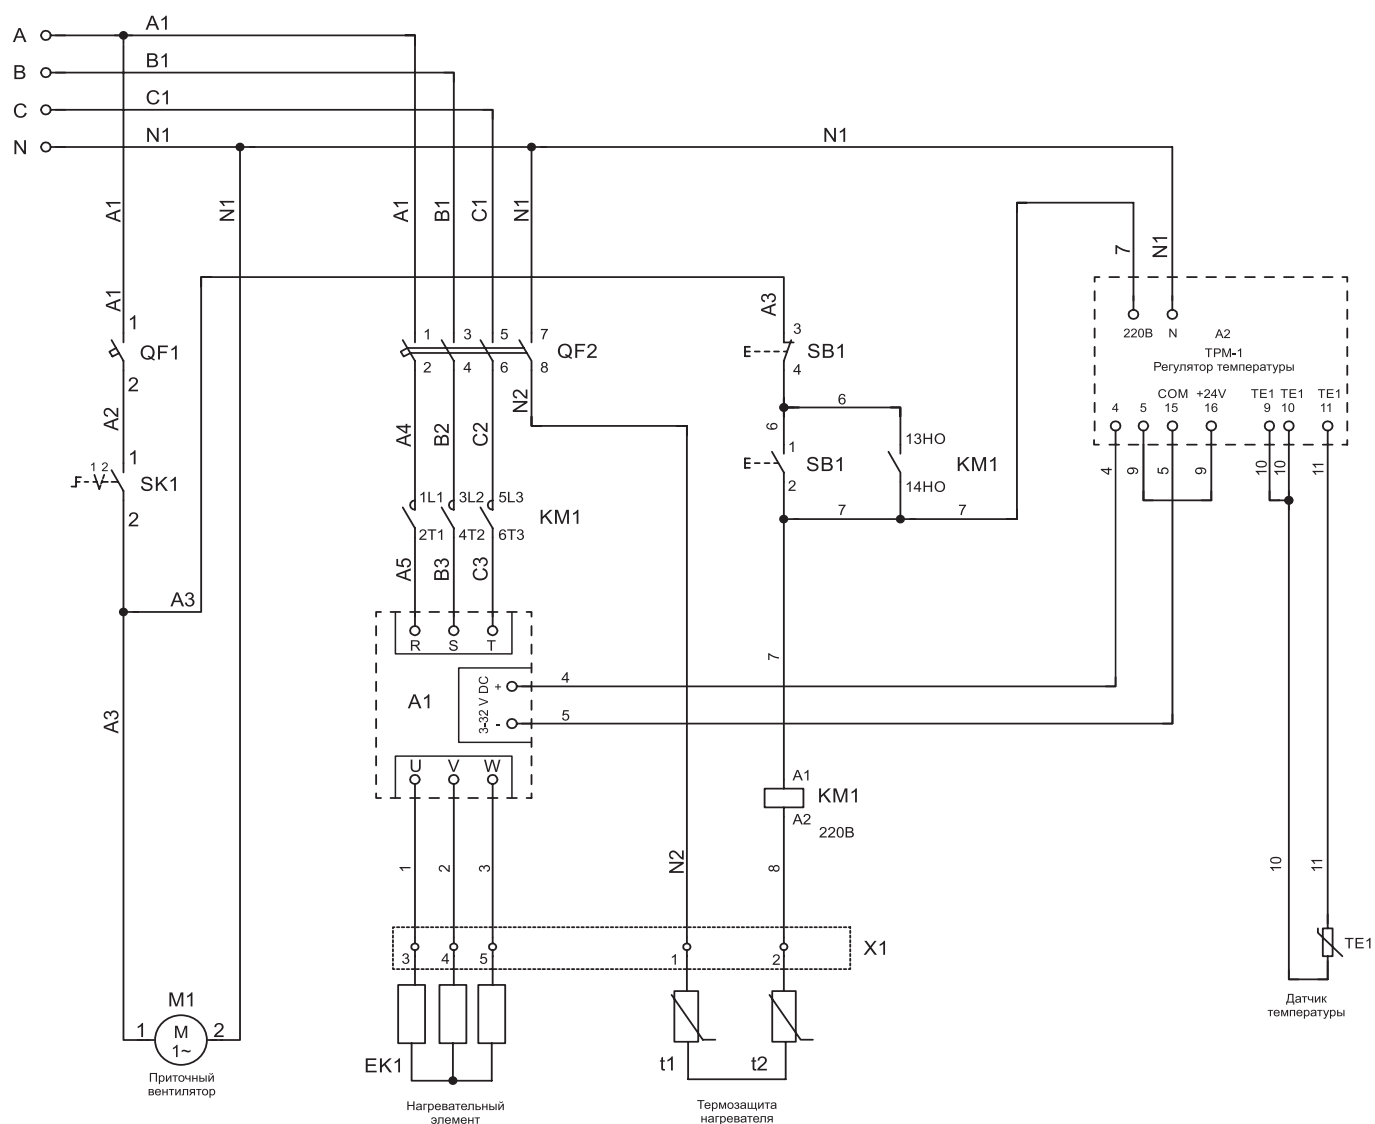 A A1
B B1
C C1
N N1 N1
A1 N1 A1 B1 C1 N1
7 N1
A1 A3
1 1 3 5 7 3
QF1 QF2 SB1
2 2 4 6 8 4
220В N A2
ТРМ-1
Регулятор температуры
COM +24V TE1 TE1 TE1
4 5 15 16 9 10 11
A2 A4 B2 C2 N2
6 6
1 13НО
SB1 KM1
2 14НО
4 9 5 9 10 10 11
1 1 2
SK1
2
1L1 3L2 5L3
KM1
2T1 4T2 6T3
7 7
A5 B3 C3
A3
R S T
7
A3
A1
3-32 V DC
+ 4
- 5
U V W
A1
KM1
A2
220В
1 2 3 N2 8 10 11
3 4 5 1 2 X1
TE1
Датчик
температуры
M1
1 M 2
1~
Приточный
вентилятор
EK1
t1 t2
Нагревательный
элемент
Термозащита
нагревателя